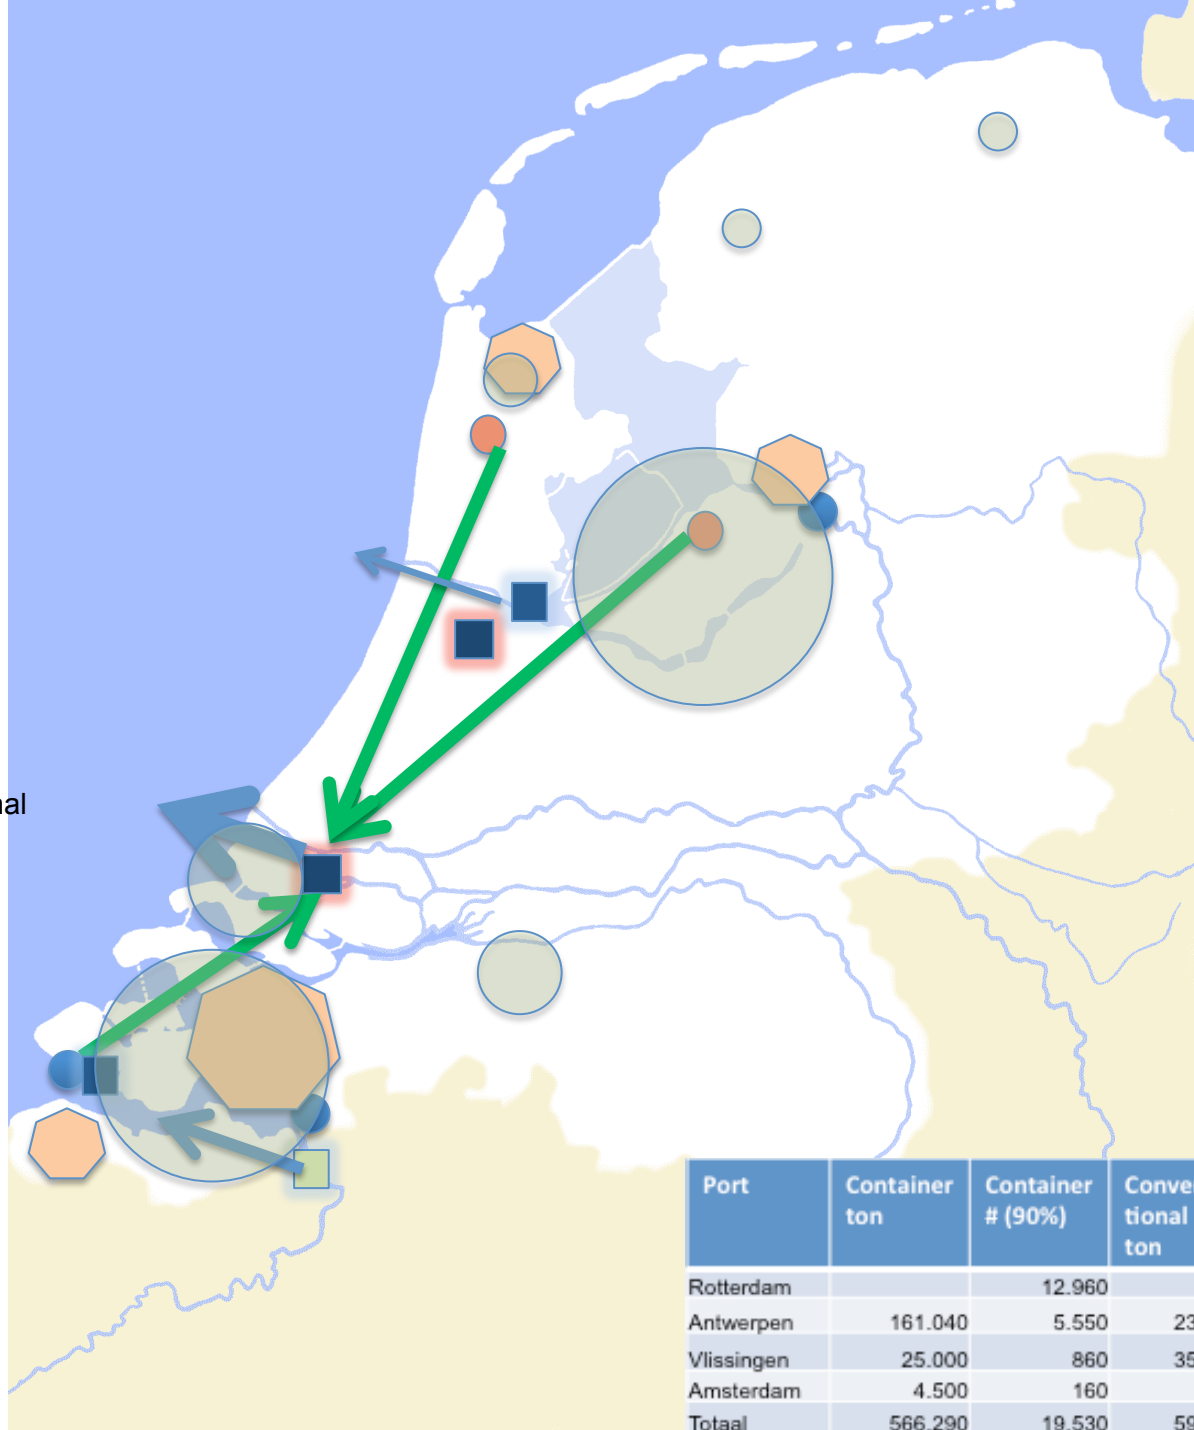 al
Port Container ton Container # (90%) Conve tional ton
Rotterdam 12.960
Antwerpen 161.040 5.550 23
Vlissingen 25.000 860 35
Amsterdam 4.500 160
Totaal 566.290 19.530 59